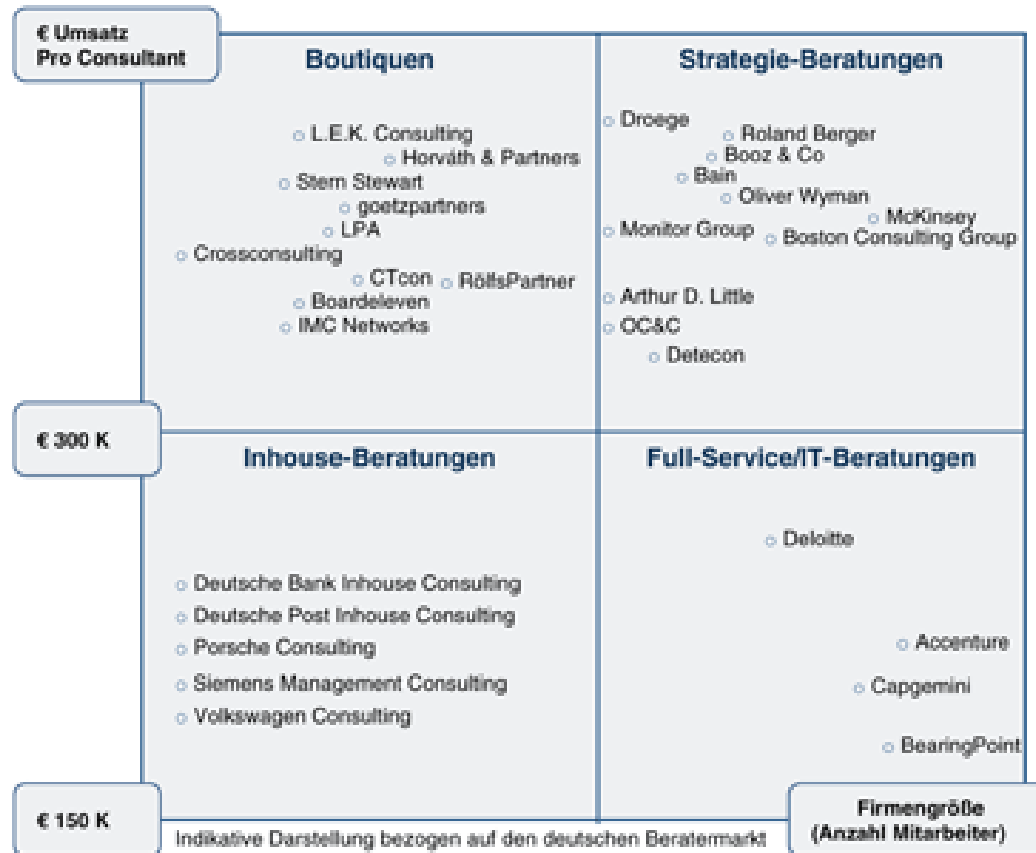 € Umsatz
Pro Consultant
Boutiquen
L.E.K. Consulting
Horváth & Partners
Stern Stewart
goetzpartners
LPA
Crossconsulting
CTcon
RölfsPartner
Boardeleven
IMC Networks
Strategie-Beratungen
Droege
Roland Berger
Booz & Co
Bain
Oliver Wyman
McKinsey
Monitor Group
Boston Consulting Group
Arthur D. Little
OC&C
Detecon
€ 300 K
Inhouse-Beratungen
Deutsche Bank Inhouse Consulting
Deutsche Post Inhouse Consulting
Porsche Consulting
Siemens Management Consulting
Volkswagen Consulting
Full-Service/IT-Beratungen
Deloitte
Accenture
Capgemini
BearingPoint
€ 150 K
Indikative Darstellung bezogen auf den deutschen Beratermarkt
Firmengröße
(Anzahl Mitarbeiter)